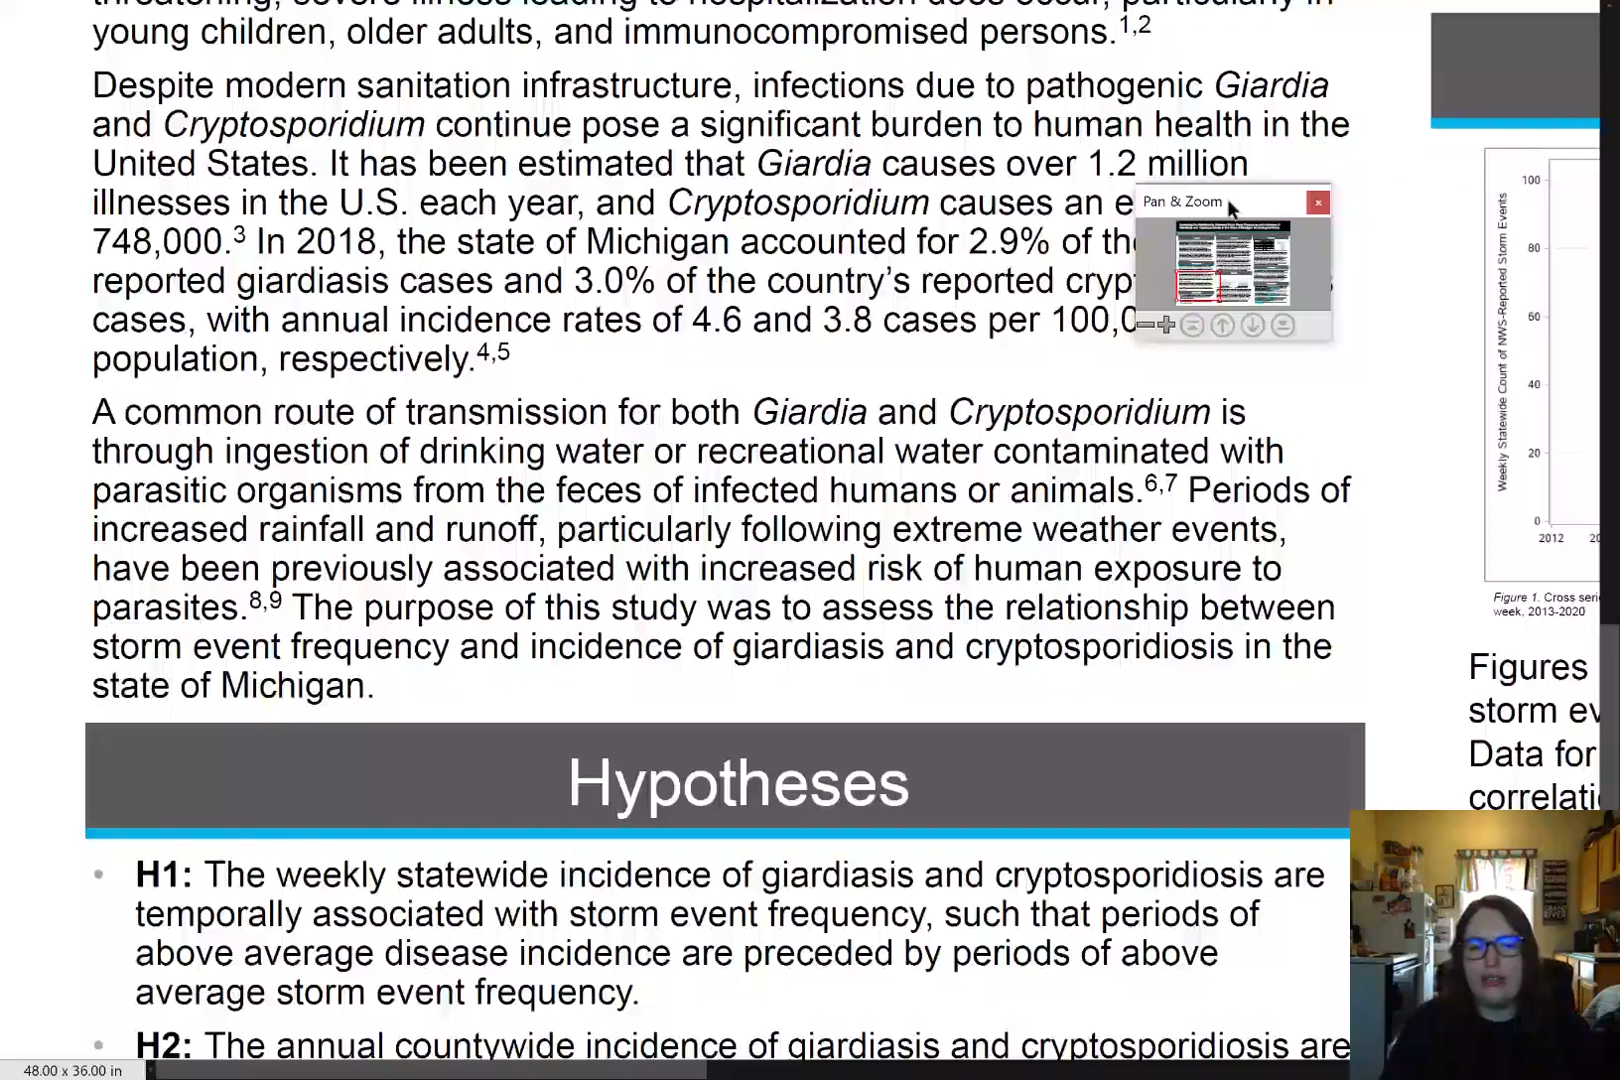 threatening, severe illness leading to hospitalization does occur, particularly in
young children, older adults, and immunocompromised persons.1,2
Despite modern sanitation infrastructure, infections due to pathogenic Giardia
and Cryptosporidium continue pose a significant burden to human health in the
United States. It has been estimated that Giardia causes over 1.2 million
illnesses in the U.S. each year, and Cryptosporidium causes an e
748,000.3 In 2018, the state of Michigan accounted for 2.9% of the
reported giardiasis cases and 3.0% of the country's reported cryp
cases, with annual incidence rates of 4.6 and 3.8 cases per 100,0
population, respectively.4,5
A common route of transmission for both Giardia and Cryptosporidium is
through ingestion of drinking water or recreational water contaminated with
parasitic organisms from the feces of infected humans or animals.6,7 Periods of
increased rainfall and runoff, particularly following extreme weather events,
have been previously associated with increased risk of human exposure to
parasites.8,9 The purpose of this study was to assess the relationship between
storm event frequency and incidence of giardiasis and cryptosporidiosis in the
state of Michigan.
Hypotheses
• H1: The weekly statewide incidence of giardiasis and cryptosporidiosis are
temporally associated with storm event frequency, such that periods of
above average disease incidence are preceded by periods of above
average storm event frequency.
• H2: The annual countywide incidence of giardiasis and cryptosporidiosis are
Pan & Zoom
Weekly Statewide Count of NWS-Reported Storm Events
100
80
60
40
20
0
2012
20
Figure 1. Cross seri
week, 2013-2020
Figures
storm ev
Data for
correlati
48.00 x 36.00 in